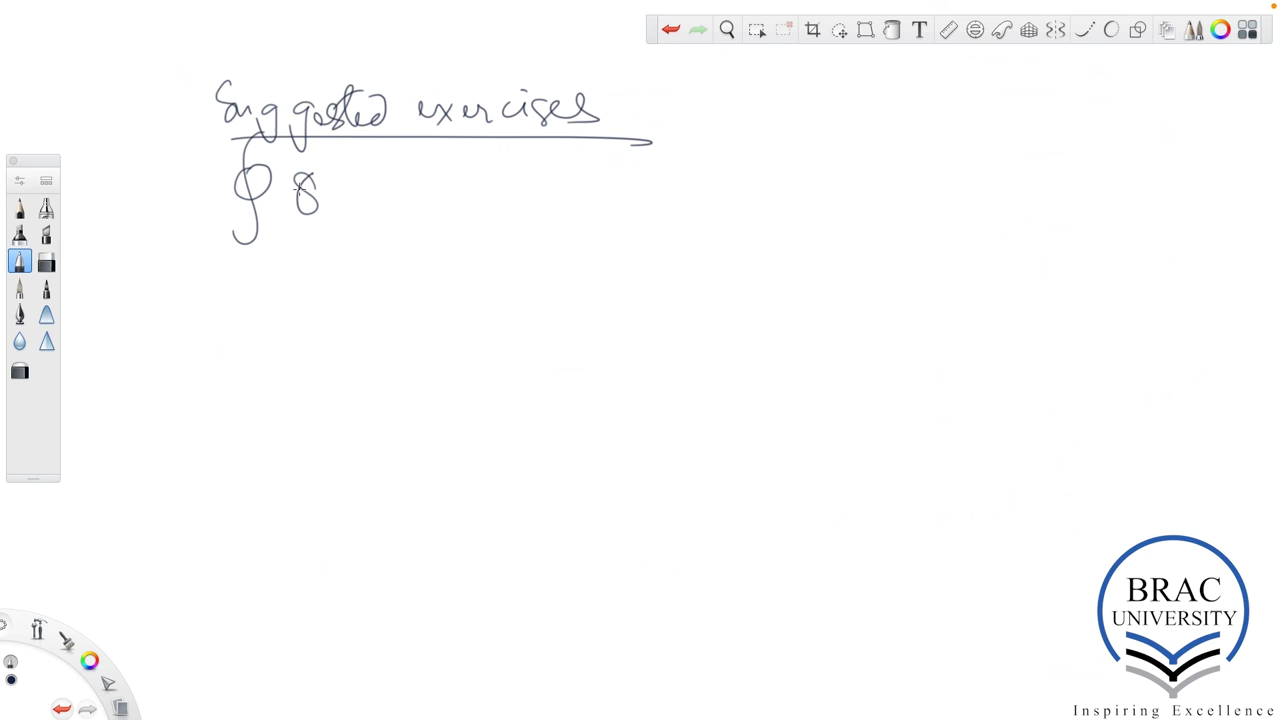 Suggested exercises
§ 8
BRAC
UNIVERSITY
Inspiring Excellence